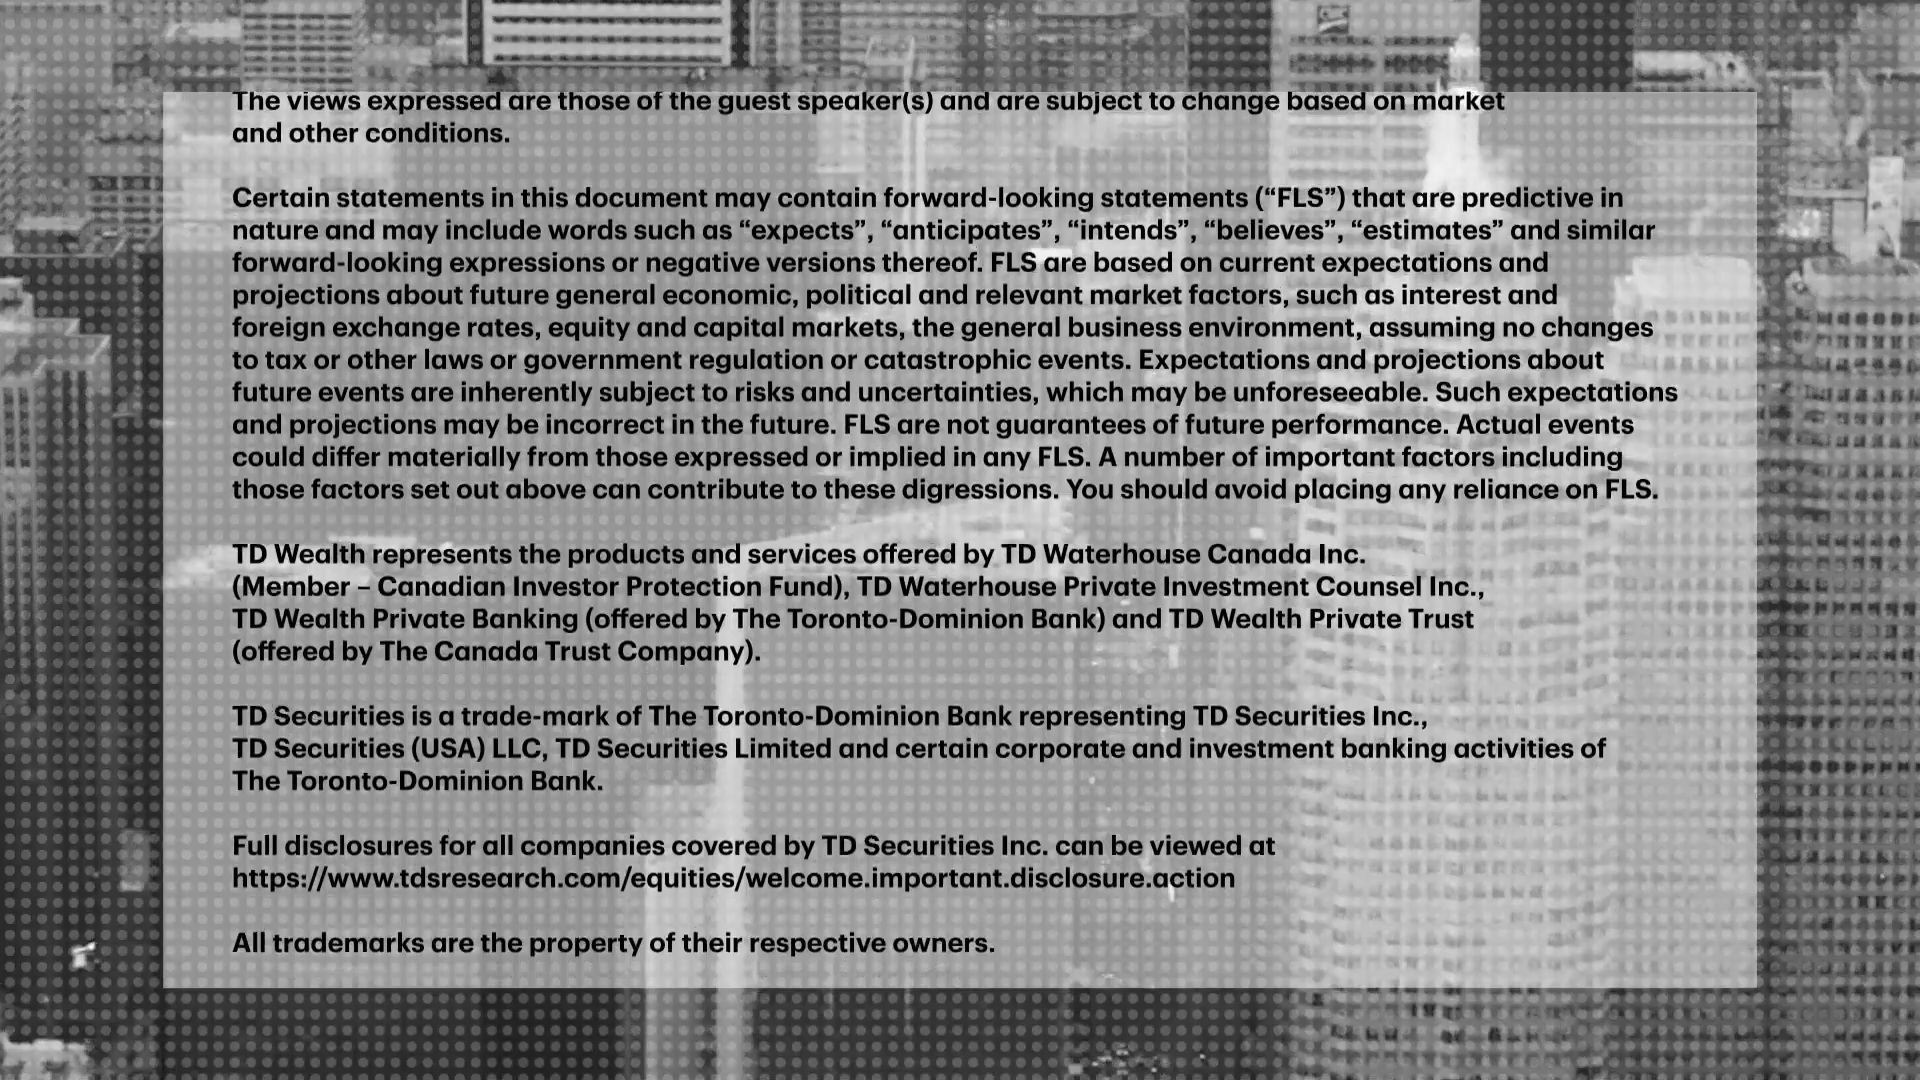 The views expressed are those of the guest speaker(s) and are subject to change based on market
and other conditions.
Certain statements in this document may contain forward-looking statements (“FLS”) that are predictive in
nature and may include words such as “expects”, “anticipates”, “intends”, “believes”, “estimates” and similar
forward-looking expressions or negative versions thereof. FLS are based on current expectations and
projections about future general economic, political and relevant market factors, such as interest and
foreign exchange rates, equity and capital markets, the general business environment, assuming no changes
to tax or other laws or government regulation or catastrophic events. Expectations and projections about
future events are inherently subject to risks and uncertainties, which may be unforeseeable. Such expectations
and projections may be incorrect in the future. FLS are not guarantees of future performance. Actual events
could differ materially from those expressed or implied in any FLS. A number of important factors including
those factors set out above can contribute to these digressions. You should avoid placing any reliance on FLS.
TD Wealth represents the products and services offered by TD Waterhouse Canada Inc.
(Member – Canadian Investor Protection Fund), TD Waterhouse Private Investment Counsel Inc.,
TD Wealth Private Banking (offered by The Toronto-Dominion Bank) and TD Wealth Private Trust
(offered by The Canada Trust Company).
TD Securities is a trade-mark of The Toronto-Dominion Bank representing TD Securities Inc.,
TD Securities (USA) LLC, TD Securities Limited and certain corporate and investment banking activities of
The Toronto-Dominion Bank.
Full disclosures for all companies covered by TD Securities Inc. can be viewed at
https://www.tdsresearch.com/equities/welcome.important.disclosure.action
All trademarks are the property of their respective owners.